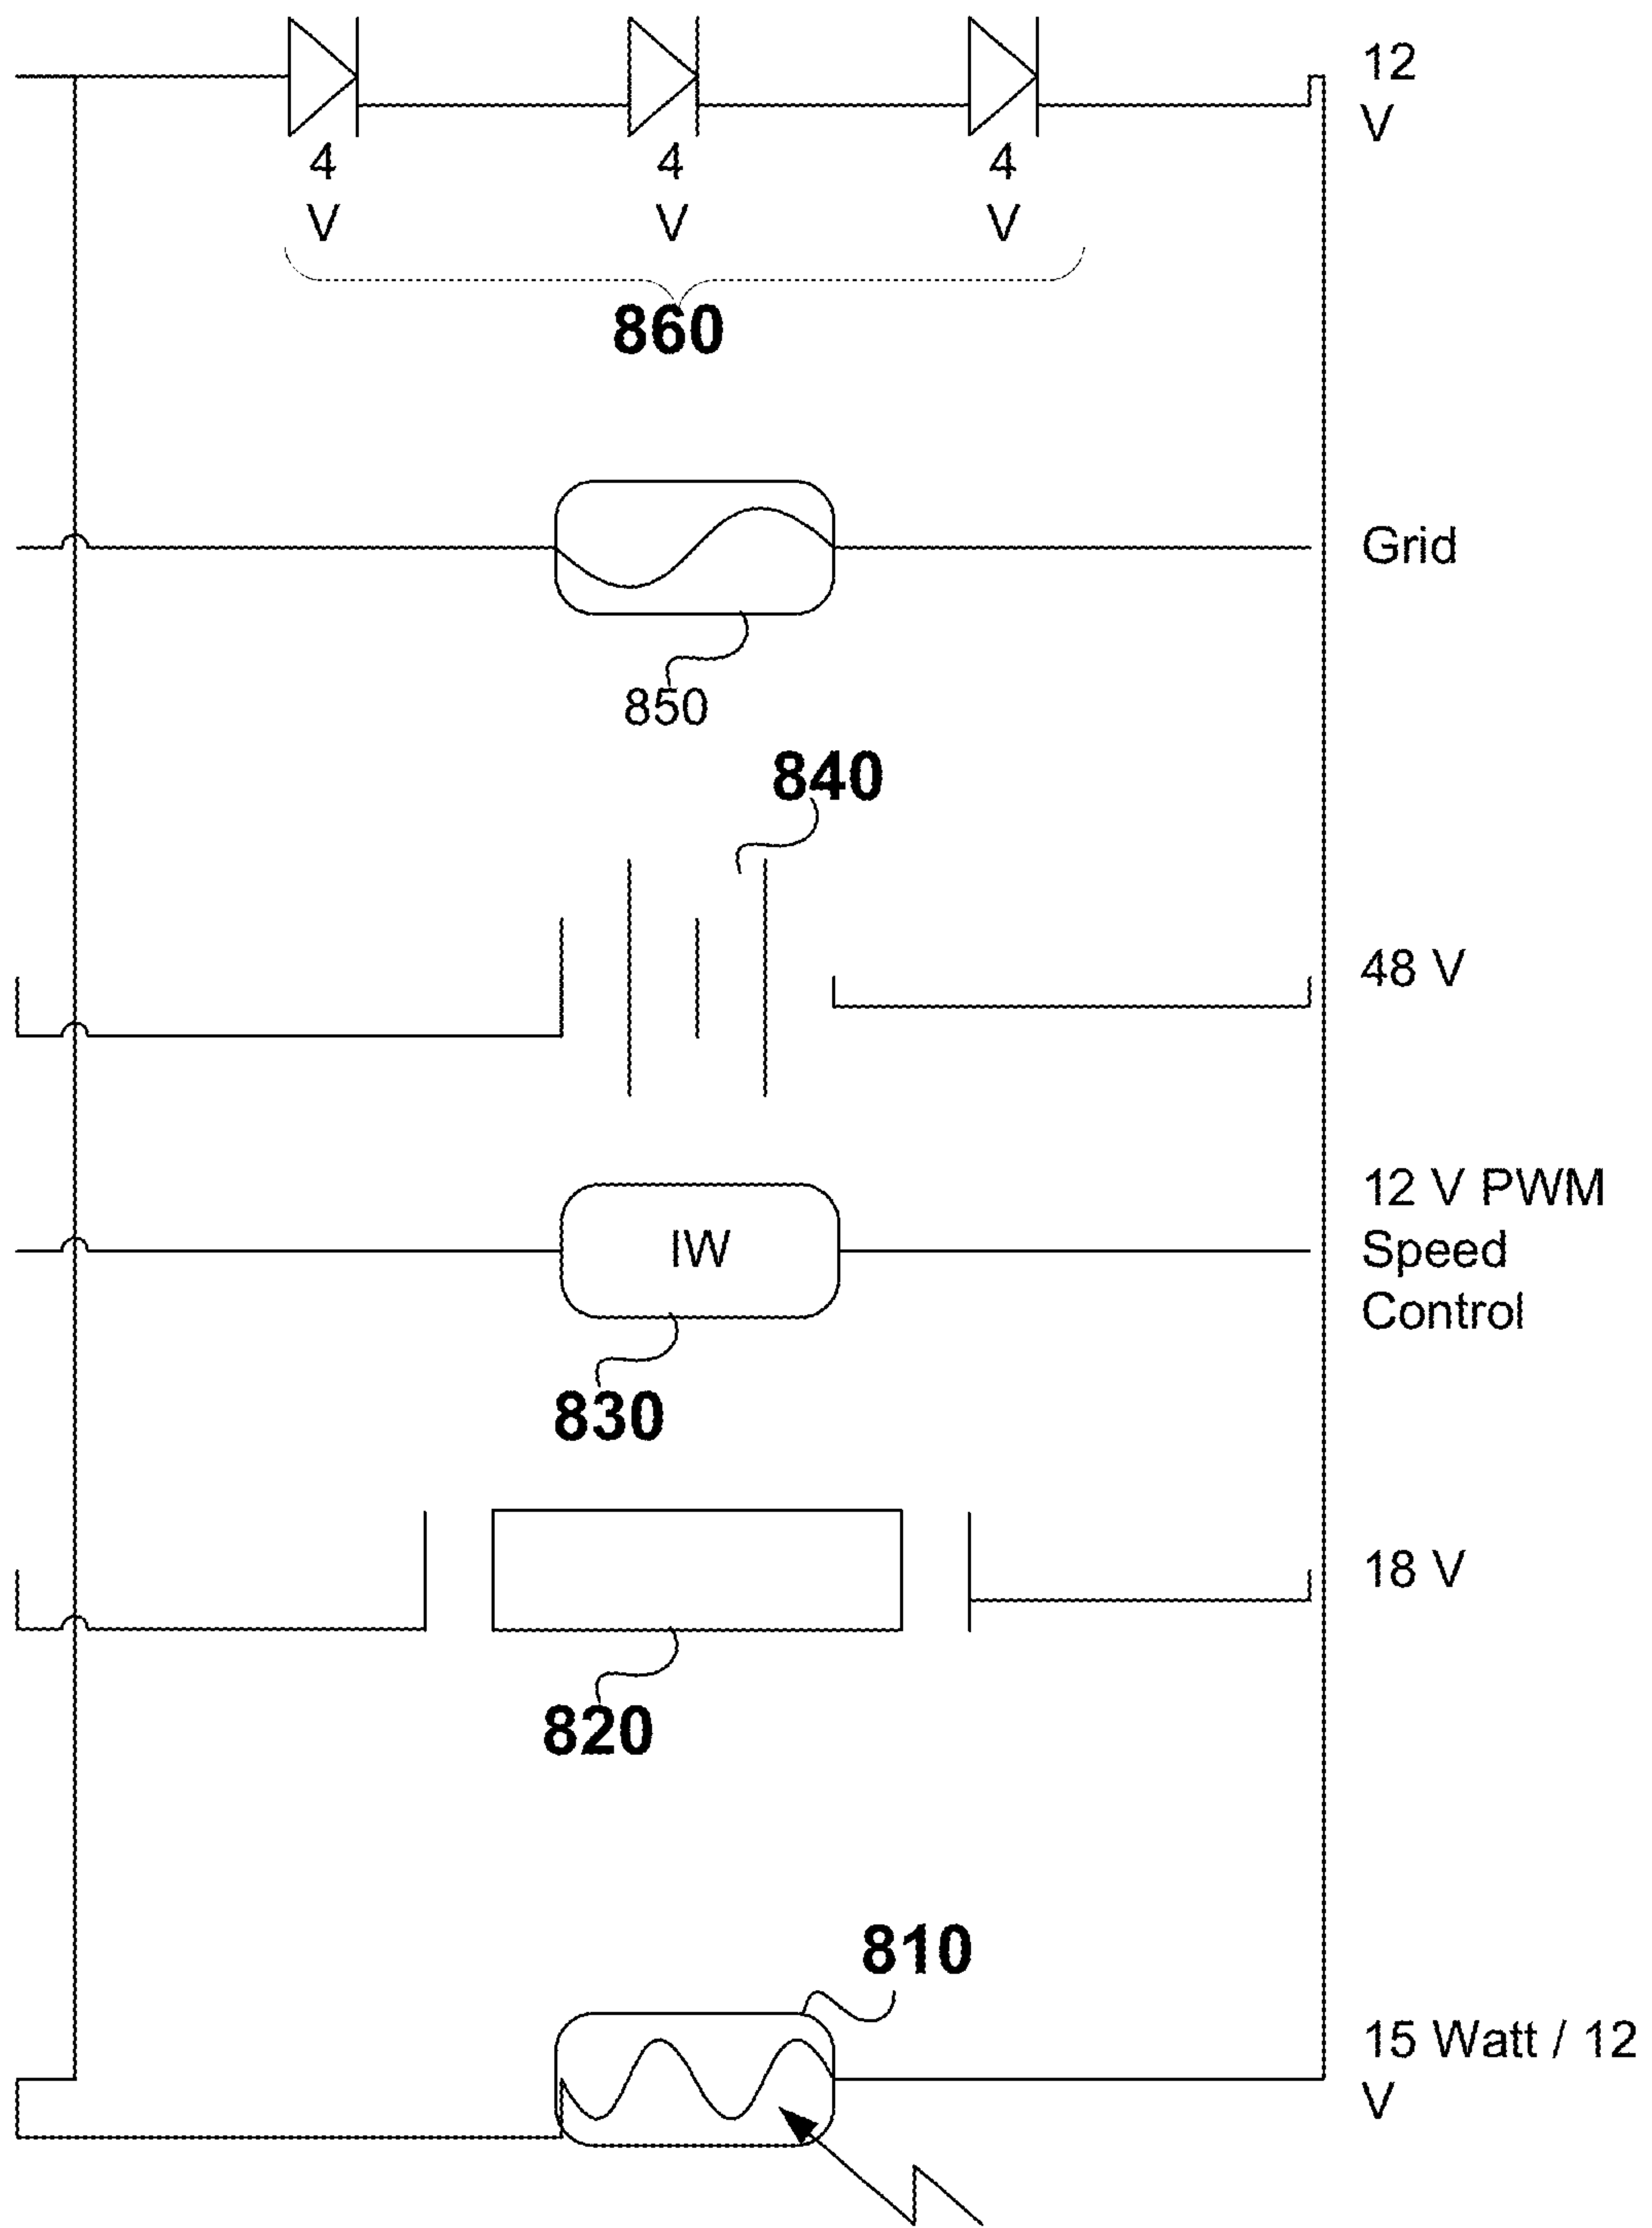 12
V
4
4
4
V
V
V
860
Grid
850
840
48 V
12 V PWM
Speed
Control
IW
830
18 V
820
810
15 Watt / 12
V